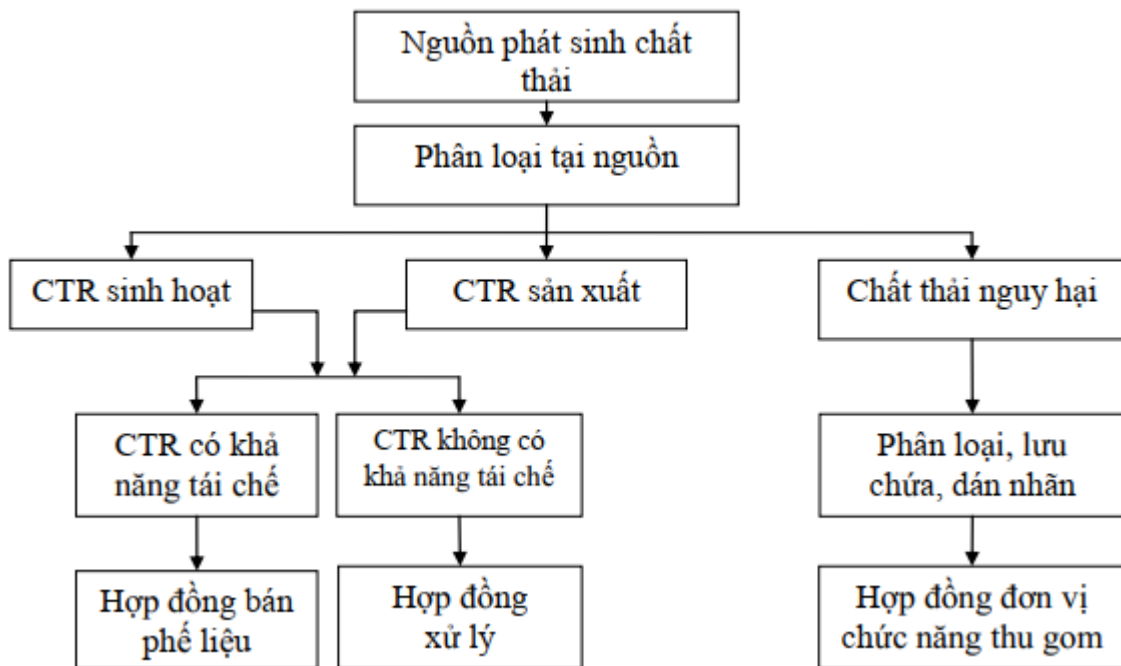 Nguồn phát sinh chất
thải
Phân loại tại nguồn
CTR sinh hoạt
CTR sản xuất
Chất thải nguy hại
CTR có khả
năng tái chế
CTR không có
khả năng tái chế
Phân loại, lưu
chứa, dán nhãn
Hợp đồng bán
phế liệu
Hợp đồng
xử lý
Hợp đồng đơn vị
chức năng thu gom